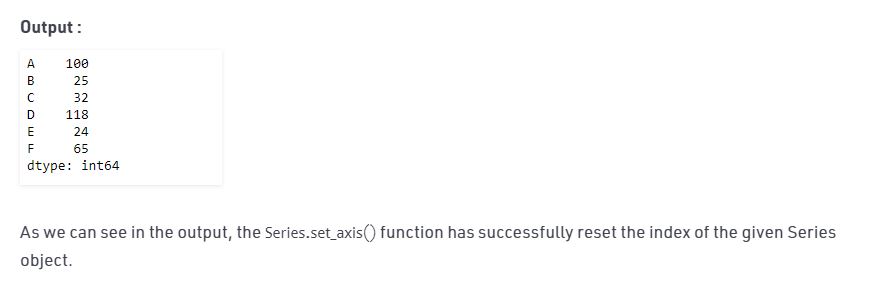 Output :
A    100
B     25
C     32
D    118
E     24
F     65
dtype: int64
As we can see in the output, the Series.set_axis() function has successfully reset the index of the given Series
object.